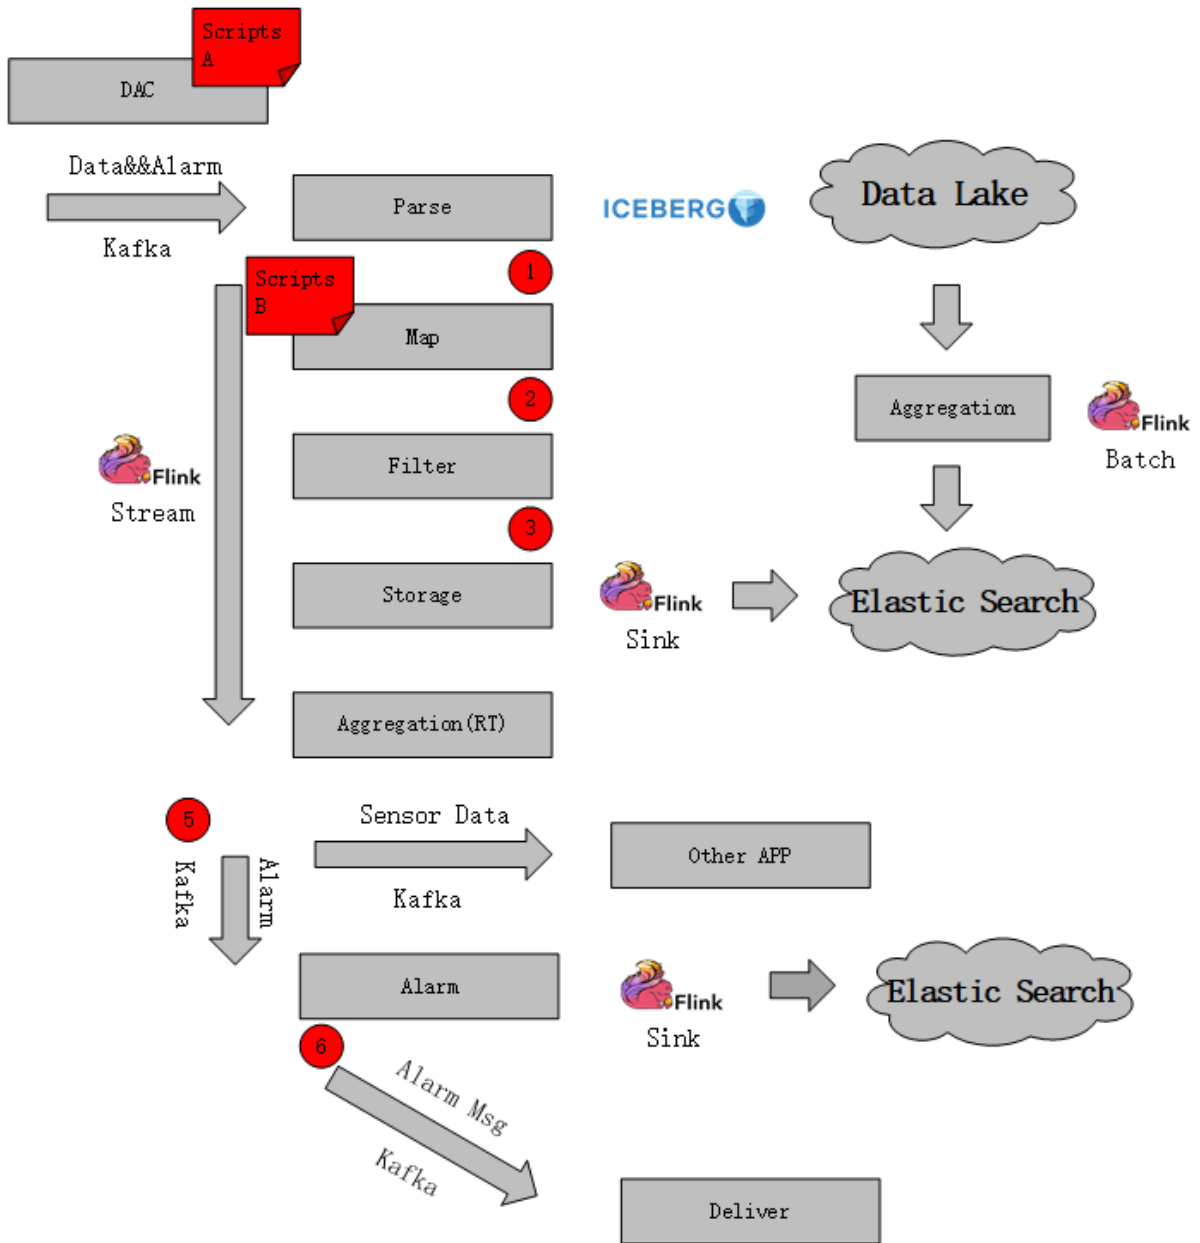 Scripts
A
DAC
Data&&Alarm
Kafka
Parse
ICEBERG
Data Lake
1
Scripts
B
Map
2
Aggregation
Flink
Batch
Filter
Flink
Stream
3
Storage
Flink
Sink
Elastic Search
Aggregation(RT)
5
Kafka
Alarm
Sensor Data
Kafka
Other APP
Alarm
Flink
Sink
Elastic Search
6
Alarm Msg
Kafka
Deliver